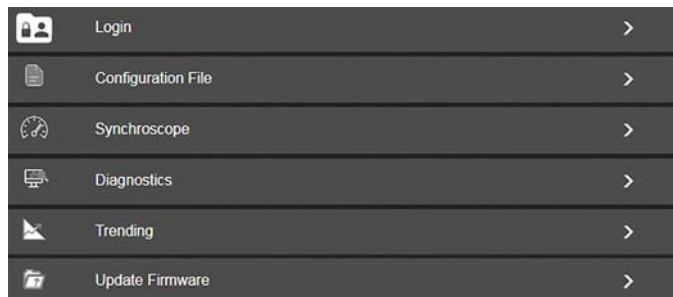 Login
Configuration File
Synchroscope
Diagnostics
Trending
Update Firmware